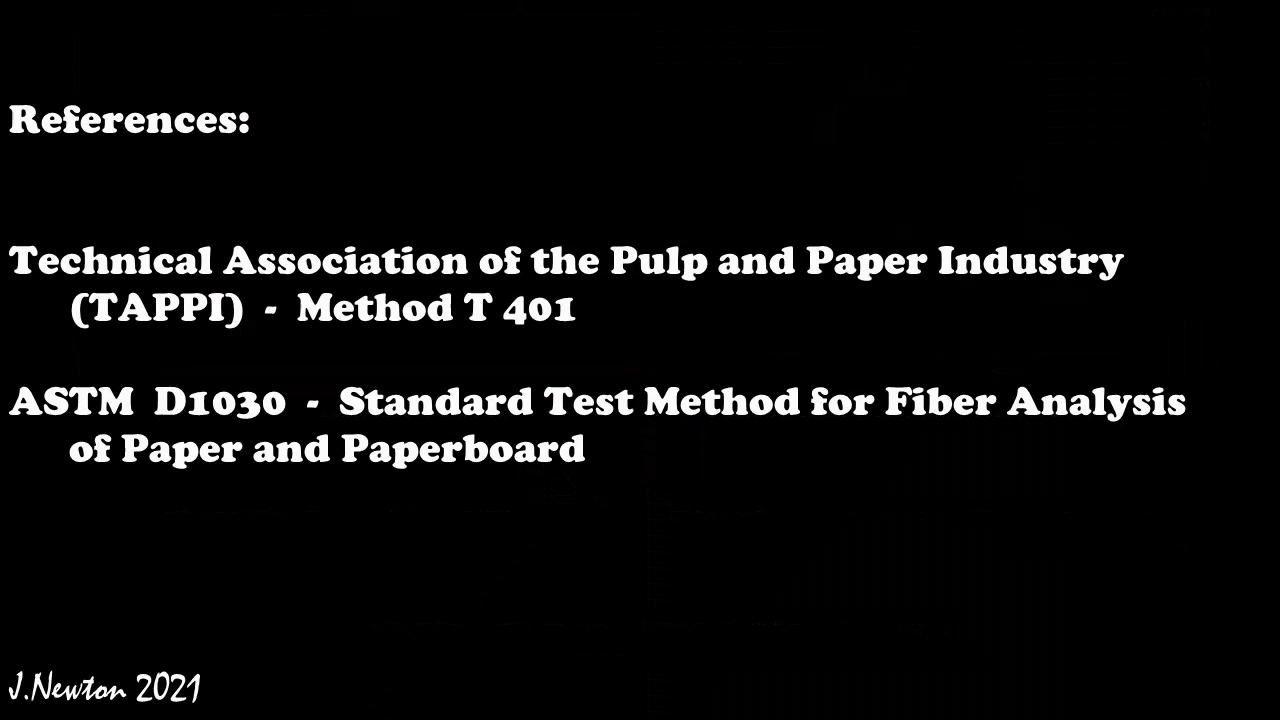 References:
Technical Association of the Pulp and Paper Industry
(TAPPI) - Method T 401
ASTM D1030 - Standard Test Method for Fiber Analysis
of Paper and Paperboard
J.Newton 2021